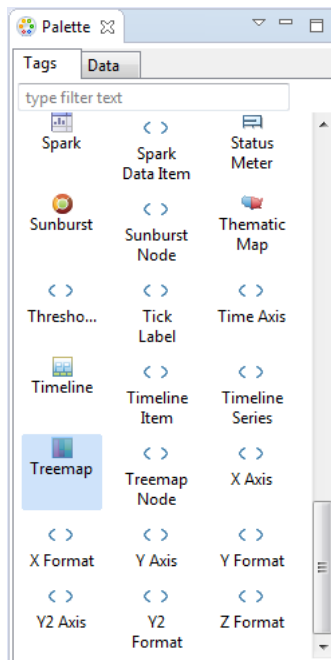 Palette
Tags Data
type filter text
Spark
Spark
Data Item
Status
Meter
Sunburst
Sunburst
Node
Thematic
Map
Thresho...
Tick
Label
Time Axis
Timeline
Timeline
Item
Timeline
Series
Treemap
Treemap
Node
X Axis
X Format
Y Axis
Y Format
Y2 Axis
Y2
Format
Z Format